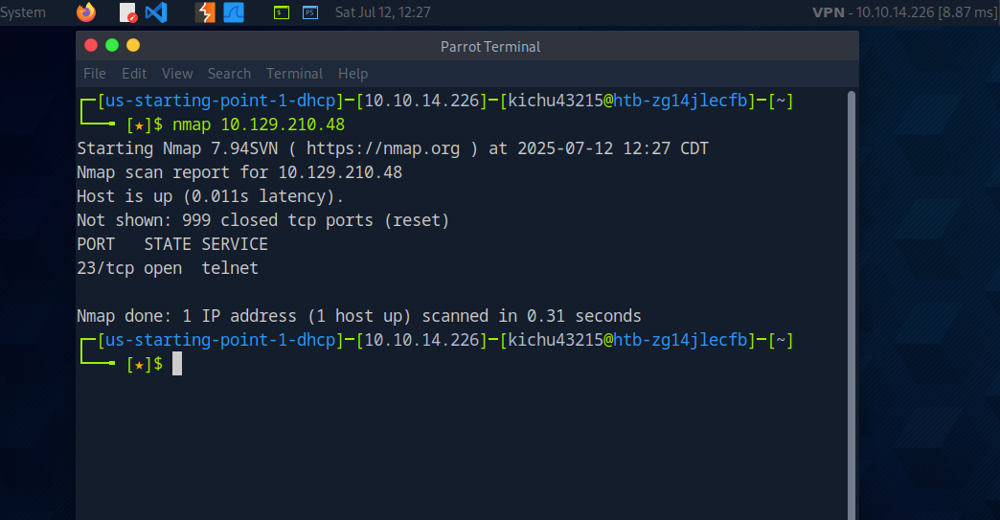 System
Sat Jul 12, 12:27
VPN - 10.10.14.226 [8.87 ms]
Parrot Terminal
File Edit View Search Terminal Help
┌─[us-starting-point-1-dhcp]─[10.10.14.226]─[kichu43215@htb-zg14jlecfb]─[~]
└──╼ [★]$ nmap 10.129.210.48
Starting Nmap 7.94SVN ( https://nmap.org ) at 2025-07-12 12:27 CDT
Nmap scan report for 10.129.210.48
Host is up (0.011s latency).
Not shown: 999 closed tcp ports (reset)
PORT   STATE SERVICE
23/tcp open  telnet
Nmap done: 1 IP address (1 host up) scanned in 0.31 seconds
┌─[us-starting-point-1-dhcp]─[10.10.14.226]─[kichu43215@htb-zg14jlecfb]─[~]
└──╼ [★]$